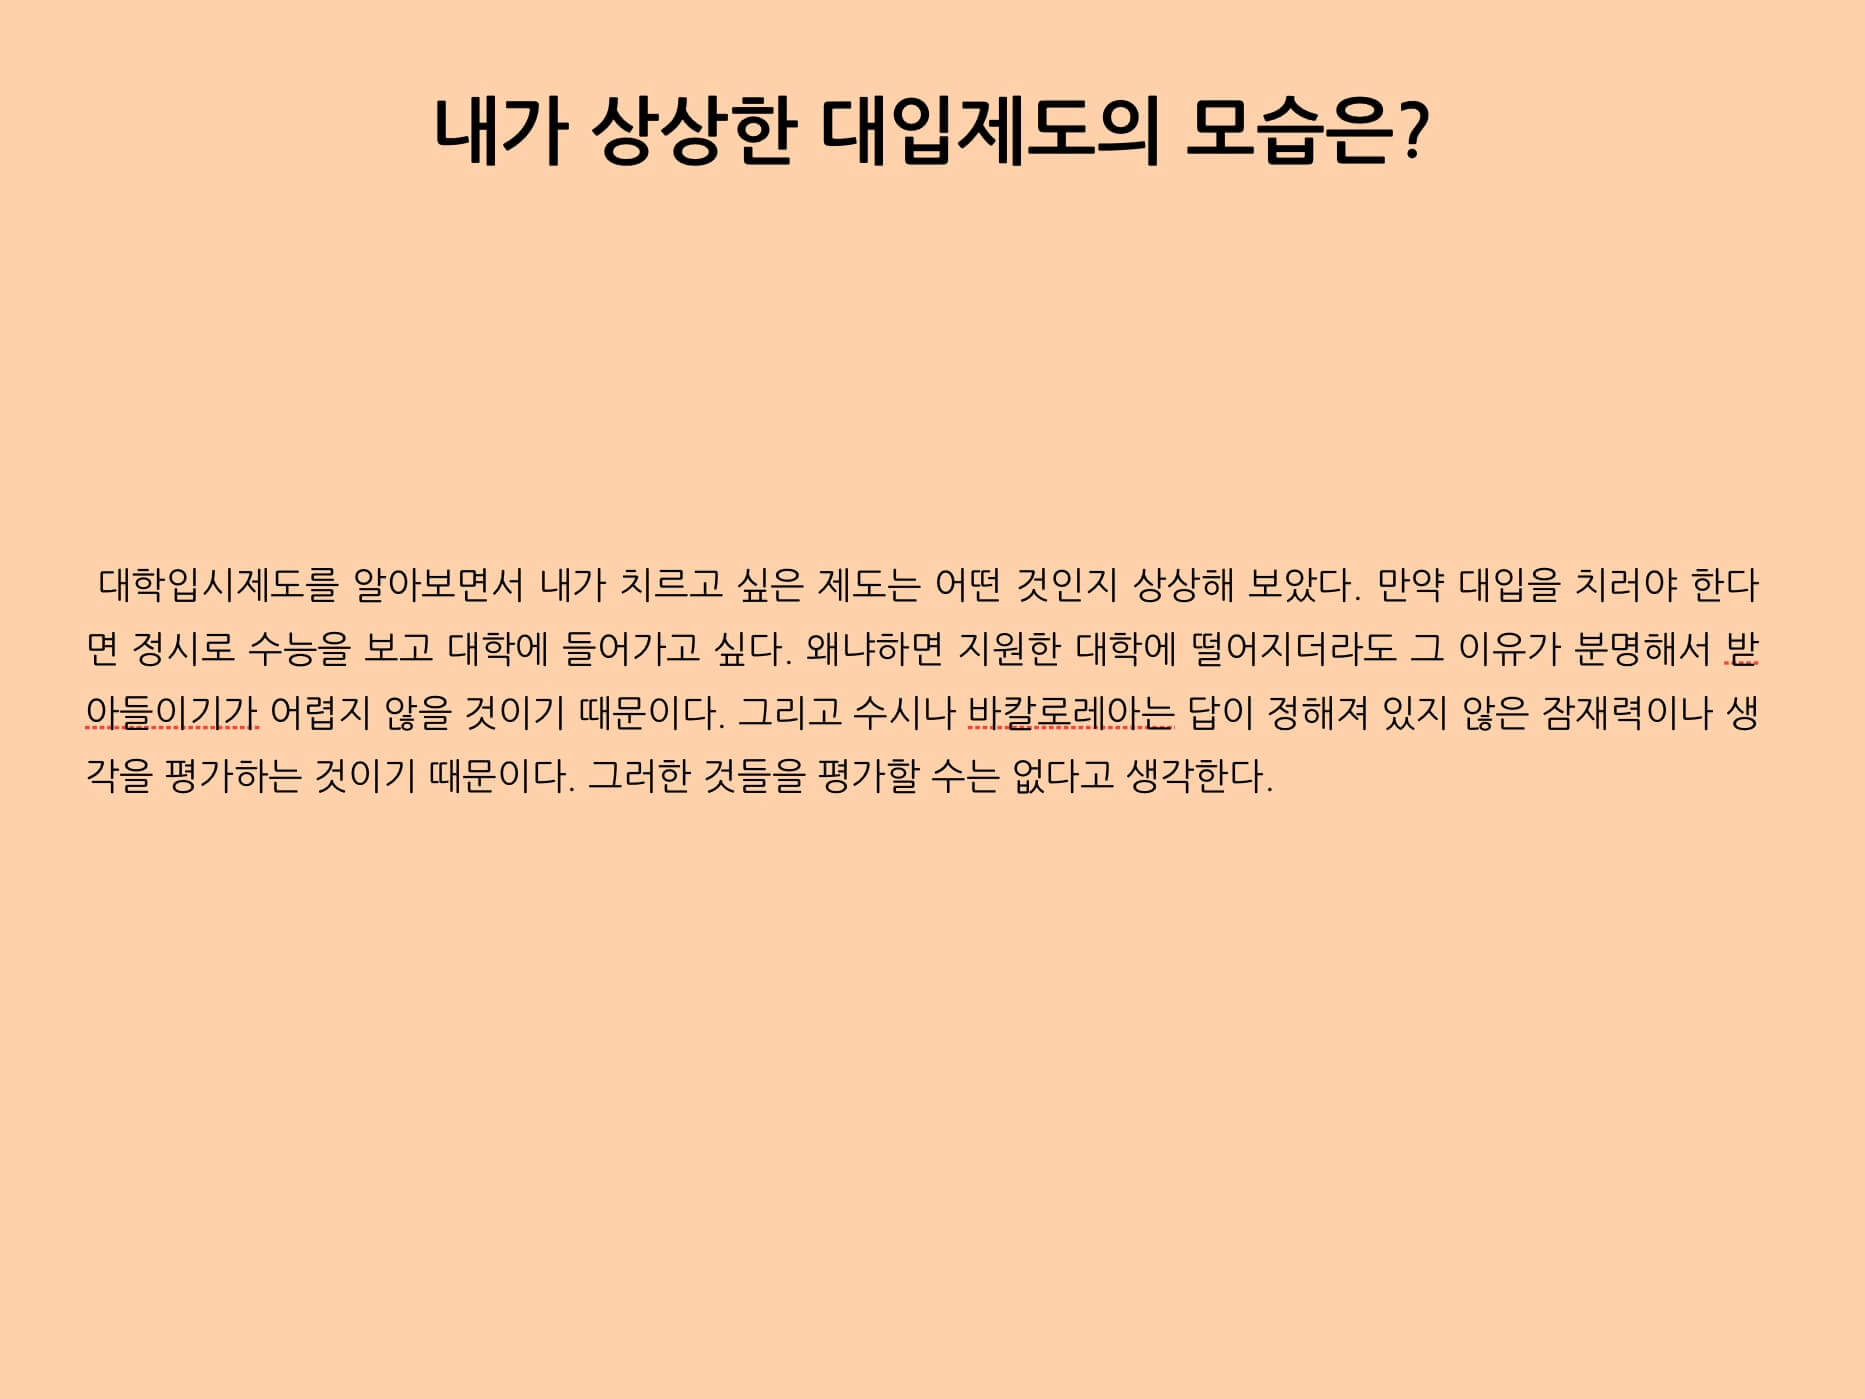 내가 상상한 대입제도의 모습은?
대학입시제도를 알아보면서 내가 치르고 싶은 제도는 어떤 것인지 상상해 보았다. 만약 대입을 치러야 한다
면 정시로 수능을 보고 대학에 들어가고 싶다. 왜냐하면 지원한 대학에 떨어지더라도 그 이유가 분명해서 받
아들이기가 어렵지 않을 것이기 때문이다. 그리고 수시나 바칼로레아는 답이 정해져 있지 않은 잠재력이나 생
각을 평가하는 것이기 때문이다. 그러한 것들을 평가할 수는 없다고 생각한다.